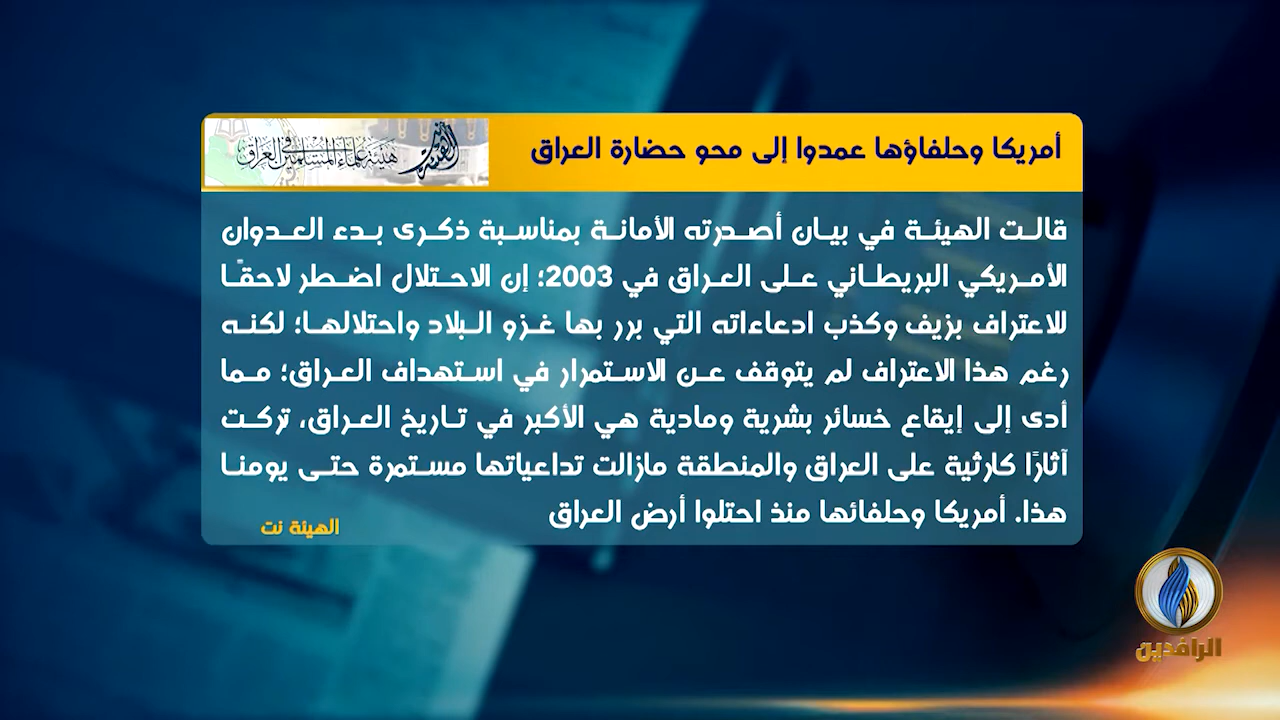 أمريكا وحلفاؤها عمدوا إلى محو حضارة العراق
هيئة علماء المسلمين في العراق
قالت الهيئة في بيان أصدرته الأمانة بمناسبة ذكرى بدء العدوان
الأمريكي البريطاني على العراق في 2003؛ إن الاحتلال اضطر لاحقًا
للاعتراف بزيف وكذب ادعاءاته التي برر بها غزو البلاد واحتلالها؛ لكنه
رغم هذا الاعتراف لم يتوقف عن الاستمرار في استهداف العراق؛ مما
أدى إلى إيقاع خسائر بشرية ومادية هي الأكبر في تاريخ العراق، تركت
آثارًا كارثية على العراق والمنطقة مازالت تداعياتها مستمرة حتى يومنا
هذا. أمريكا وحلفائها منذ احتلوا أرض العراق
الهيئة نت
الرافدين